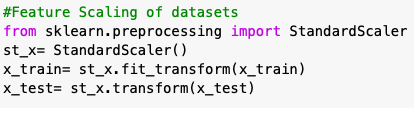 #Feature Scaling of datasets
from sklearn.preprocessing import StandardScaler
st_x= StandardScaler()
x_train= st_x.fit_transform(x_train)
x_test= st_x.transform(x_test)